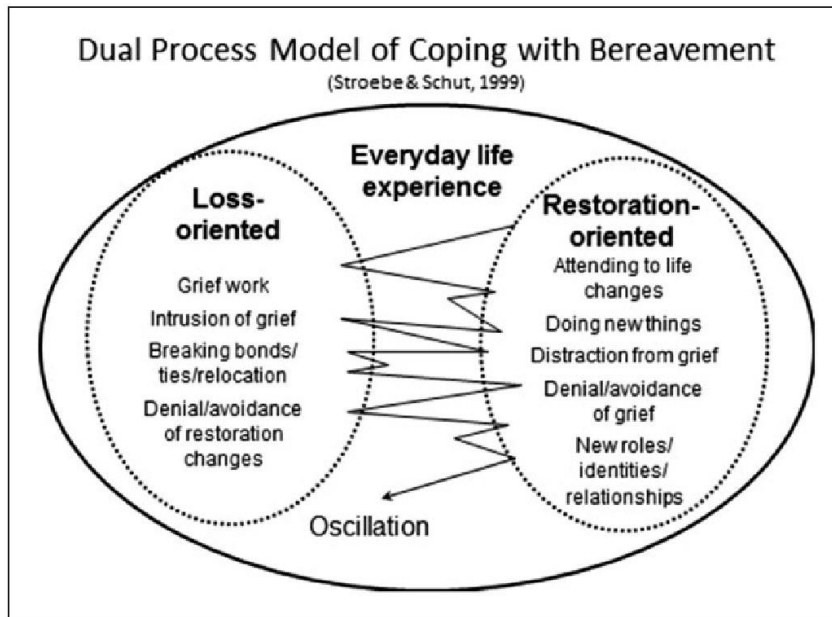 Dual Process Model of Coping with Bereavement
(Stroebe & Schut, 1999)
Everyday life
experience
Loss-
oriented
Grief work
Intrusion of grief
Breaking bonds/
ties/relocation
Denial/avoidance
of restoration
changes
Restoration-
oriented
Attending to life
changes
Doing new things
Distraction from grief
Denial/avoidance
of grief
New roles/
identities/
relationships
Oscillation